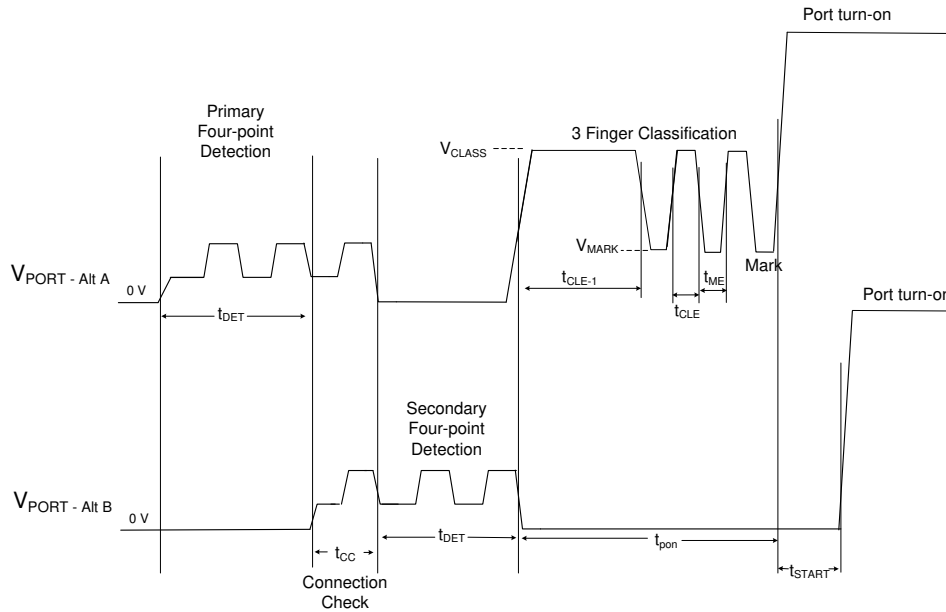 Port turn-on
Primary
Four-point
Detection
3 Finger Classification
VCLASS
VMARK
Mark
VPORT - Alt A
0 V
tDET
tCLE-1
tME
tCLE
Port turn-on
Secondary
Four-point
Detection
VPORT - Alt B
0 V
tCC
tDET
tpon
tSTART
Connection
Check